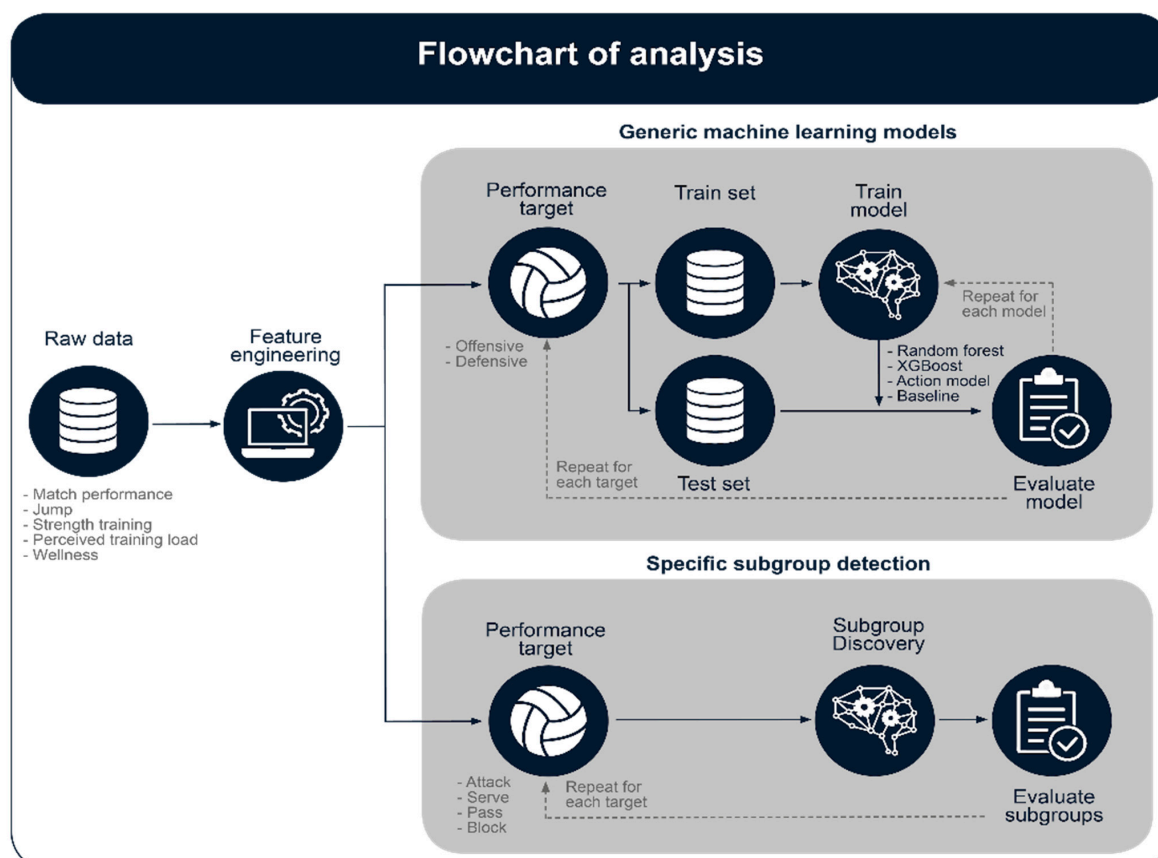 Flowchart of analysis
Generic machine learning models
Performance
target
Train set
Train
model
Repeat for
each model
Raw data
Feature
engineering
- Offensive
- Defensive
- Random forest
- XGBoost
- Action model
- Baseline
Repeat for
each target
Test set
Evaluate
model
- Match performance
- Jump
- Strength training
- Perceived training load
- Wellness
Specific subgroup detection
Performance
target
Subgroup
Discovery
- Attack
- Serve
- Pass
- Block
Repeat for
each target
Evaluate
subgroups